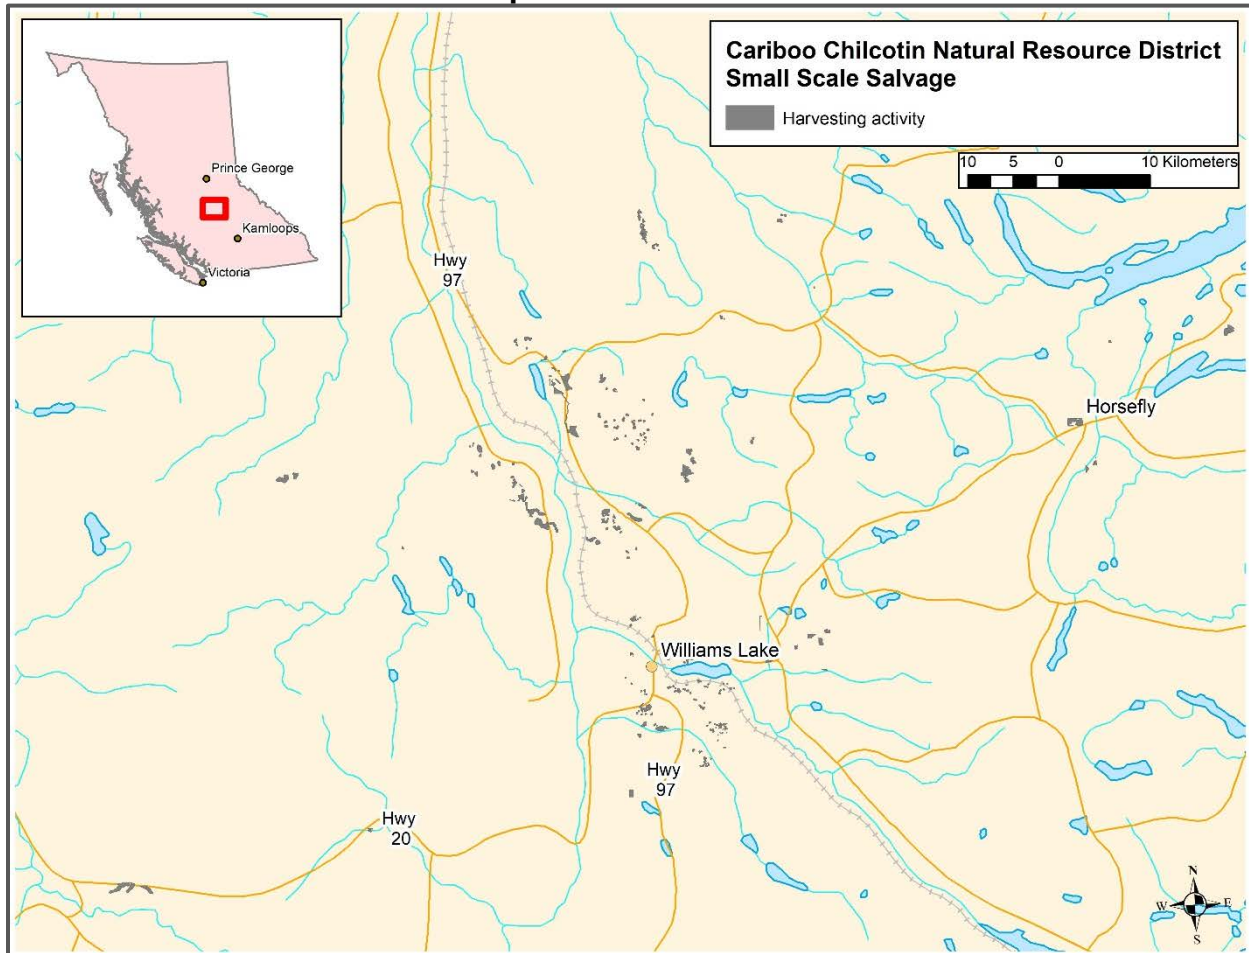 Cariboo Chilcotin Natural Resource District
Small Scale Salvage
Harvesting activity
10 5 0 10 Kilometers
Prince George
Kamloops
Victoria
Hwy
97
Horsefly
Williams Lake
Hwy
97
Hwy
20
N
W E
S